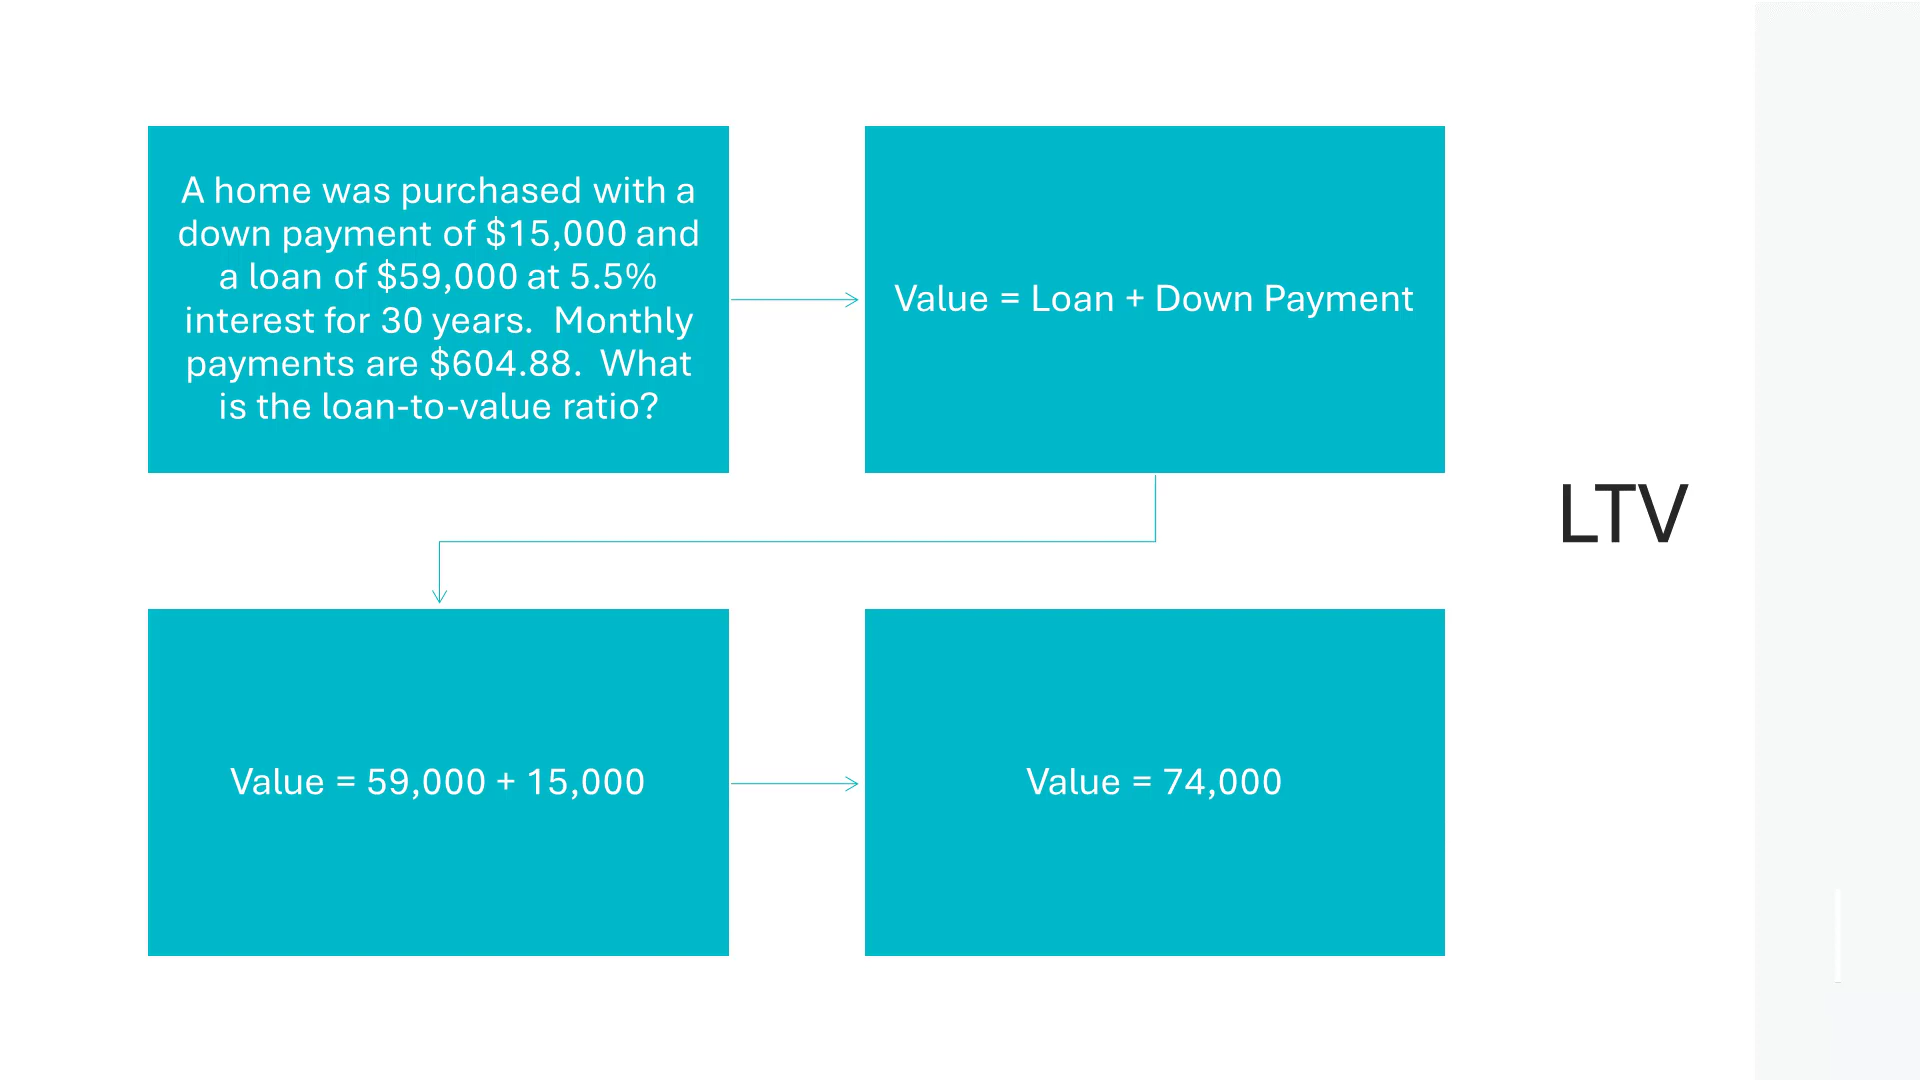 A home was purchased with a
down payment of $15,000 and
a loan of $59,000 at 5.5%
interest for 30 years.  Monthly
payments are $604.88.  What
is the loan-to-value ratio?
Value = Loan + Down Payment
Value = 59,000 + 15,000
Value = 74,000
LTV